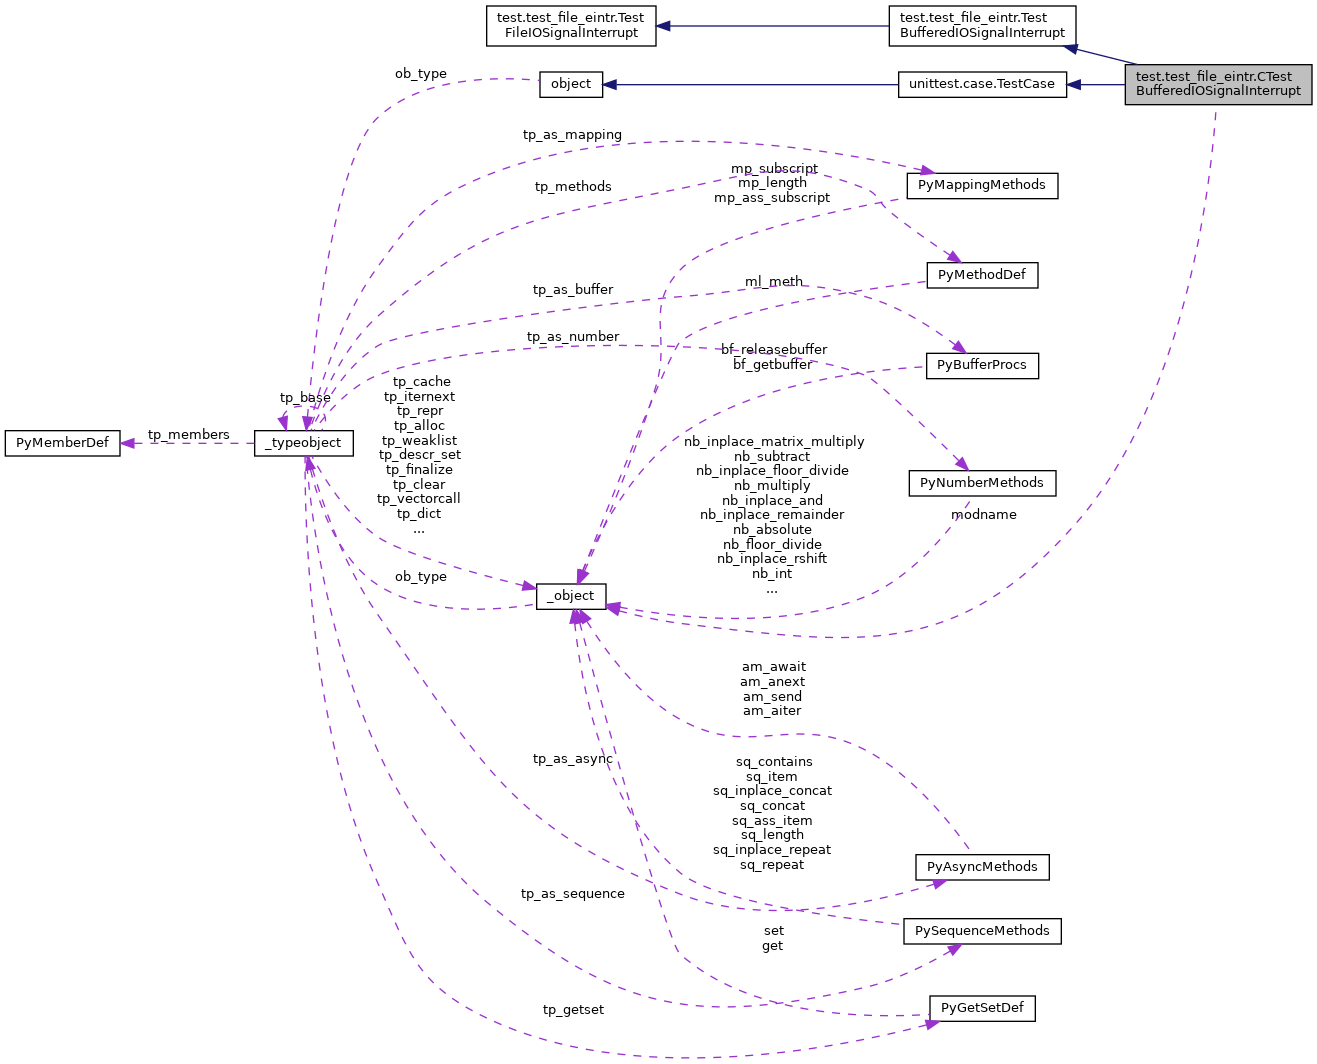 test.test_file_eintr.Test
FileIOSignalInterrupt
test.test_file_eintr.Test
BufferedIOSignalInterrupt
test.test_file_eintr.CTest
BufferedIOSignalInterrupt
ob_type
object
unittest.case.TestCase
tp_as_mapping
PyMappingMethods
tp_methods
mp_subscript
mp_length
mp_ass_subscript
PyMethodDef
ml_meth
tp_as_buffer
tp_as_number
bf_releasebuffer
bf_getbuffer
PyBufferProcs
tp_base
tp_cache
tp_iternext
tp_repr
tp_alloc
tp_weaklist
tp_descr_set
tp_finalize
tp_clear
tp_vectorcall
tp_dict
...
PyMemberDef
tp_members
_typeobject
nb_inplace_matrix_multiply
nb_subtract
nb_inplace_floor_divide
nb_multiply
nb_inplace_and
nb_inplace_remainder
nb_absolute
nb_floor_divide
nb_inplace_rshift
nb_int
...
PyNumberMethods
modname
ob_type
_object
am_await
am_anext
am_send
am_aiter
tp_as_async
sq_contains
sq_item
sq_inplace_concat
sq_concat
sq_ass_item
sq_length
sq_inplace_repeat
sq_repeat
PyAsyncMethods
tp_as_sequence
PySequenceMethods
set
get
tp_getset
PyGetSetDef